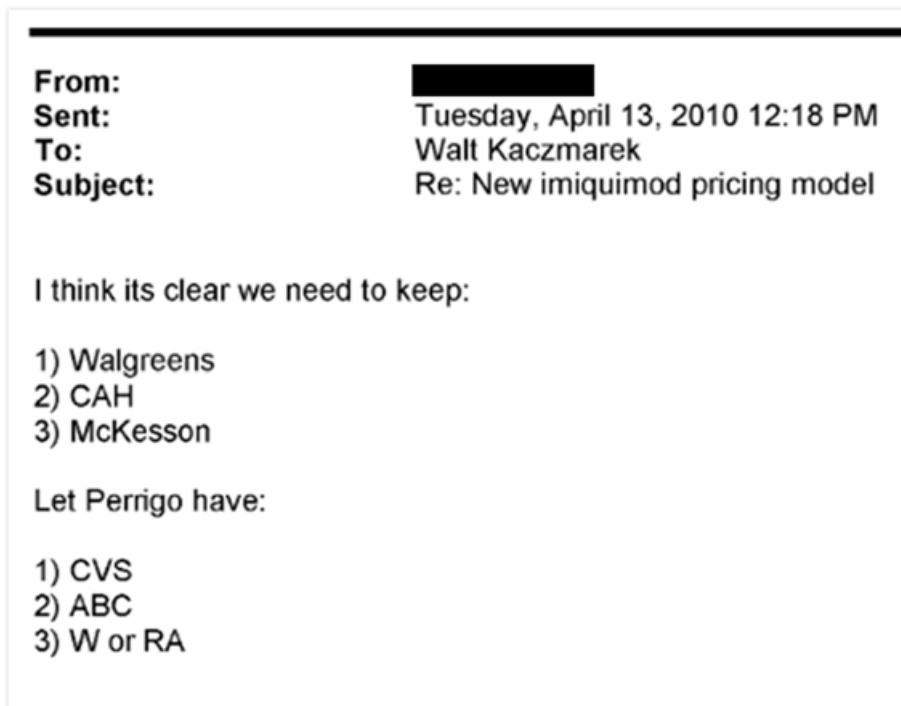 From:
Sent: Tuesday, April 13, 2010 12:18 PM
To: Walt Kaczmarek
Subject: Re: New imiquimod pricing model
I think its clear we need to keep:
1) Walgreens
2) CAH
3) McKesson
Let Perrigo have:
1) CVS
2) ABC
3) W or RA